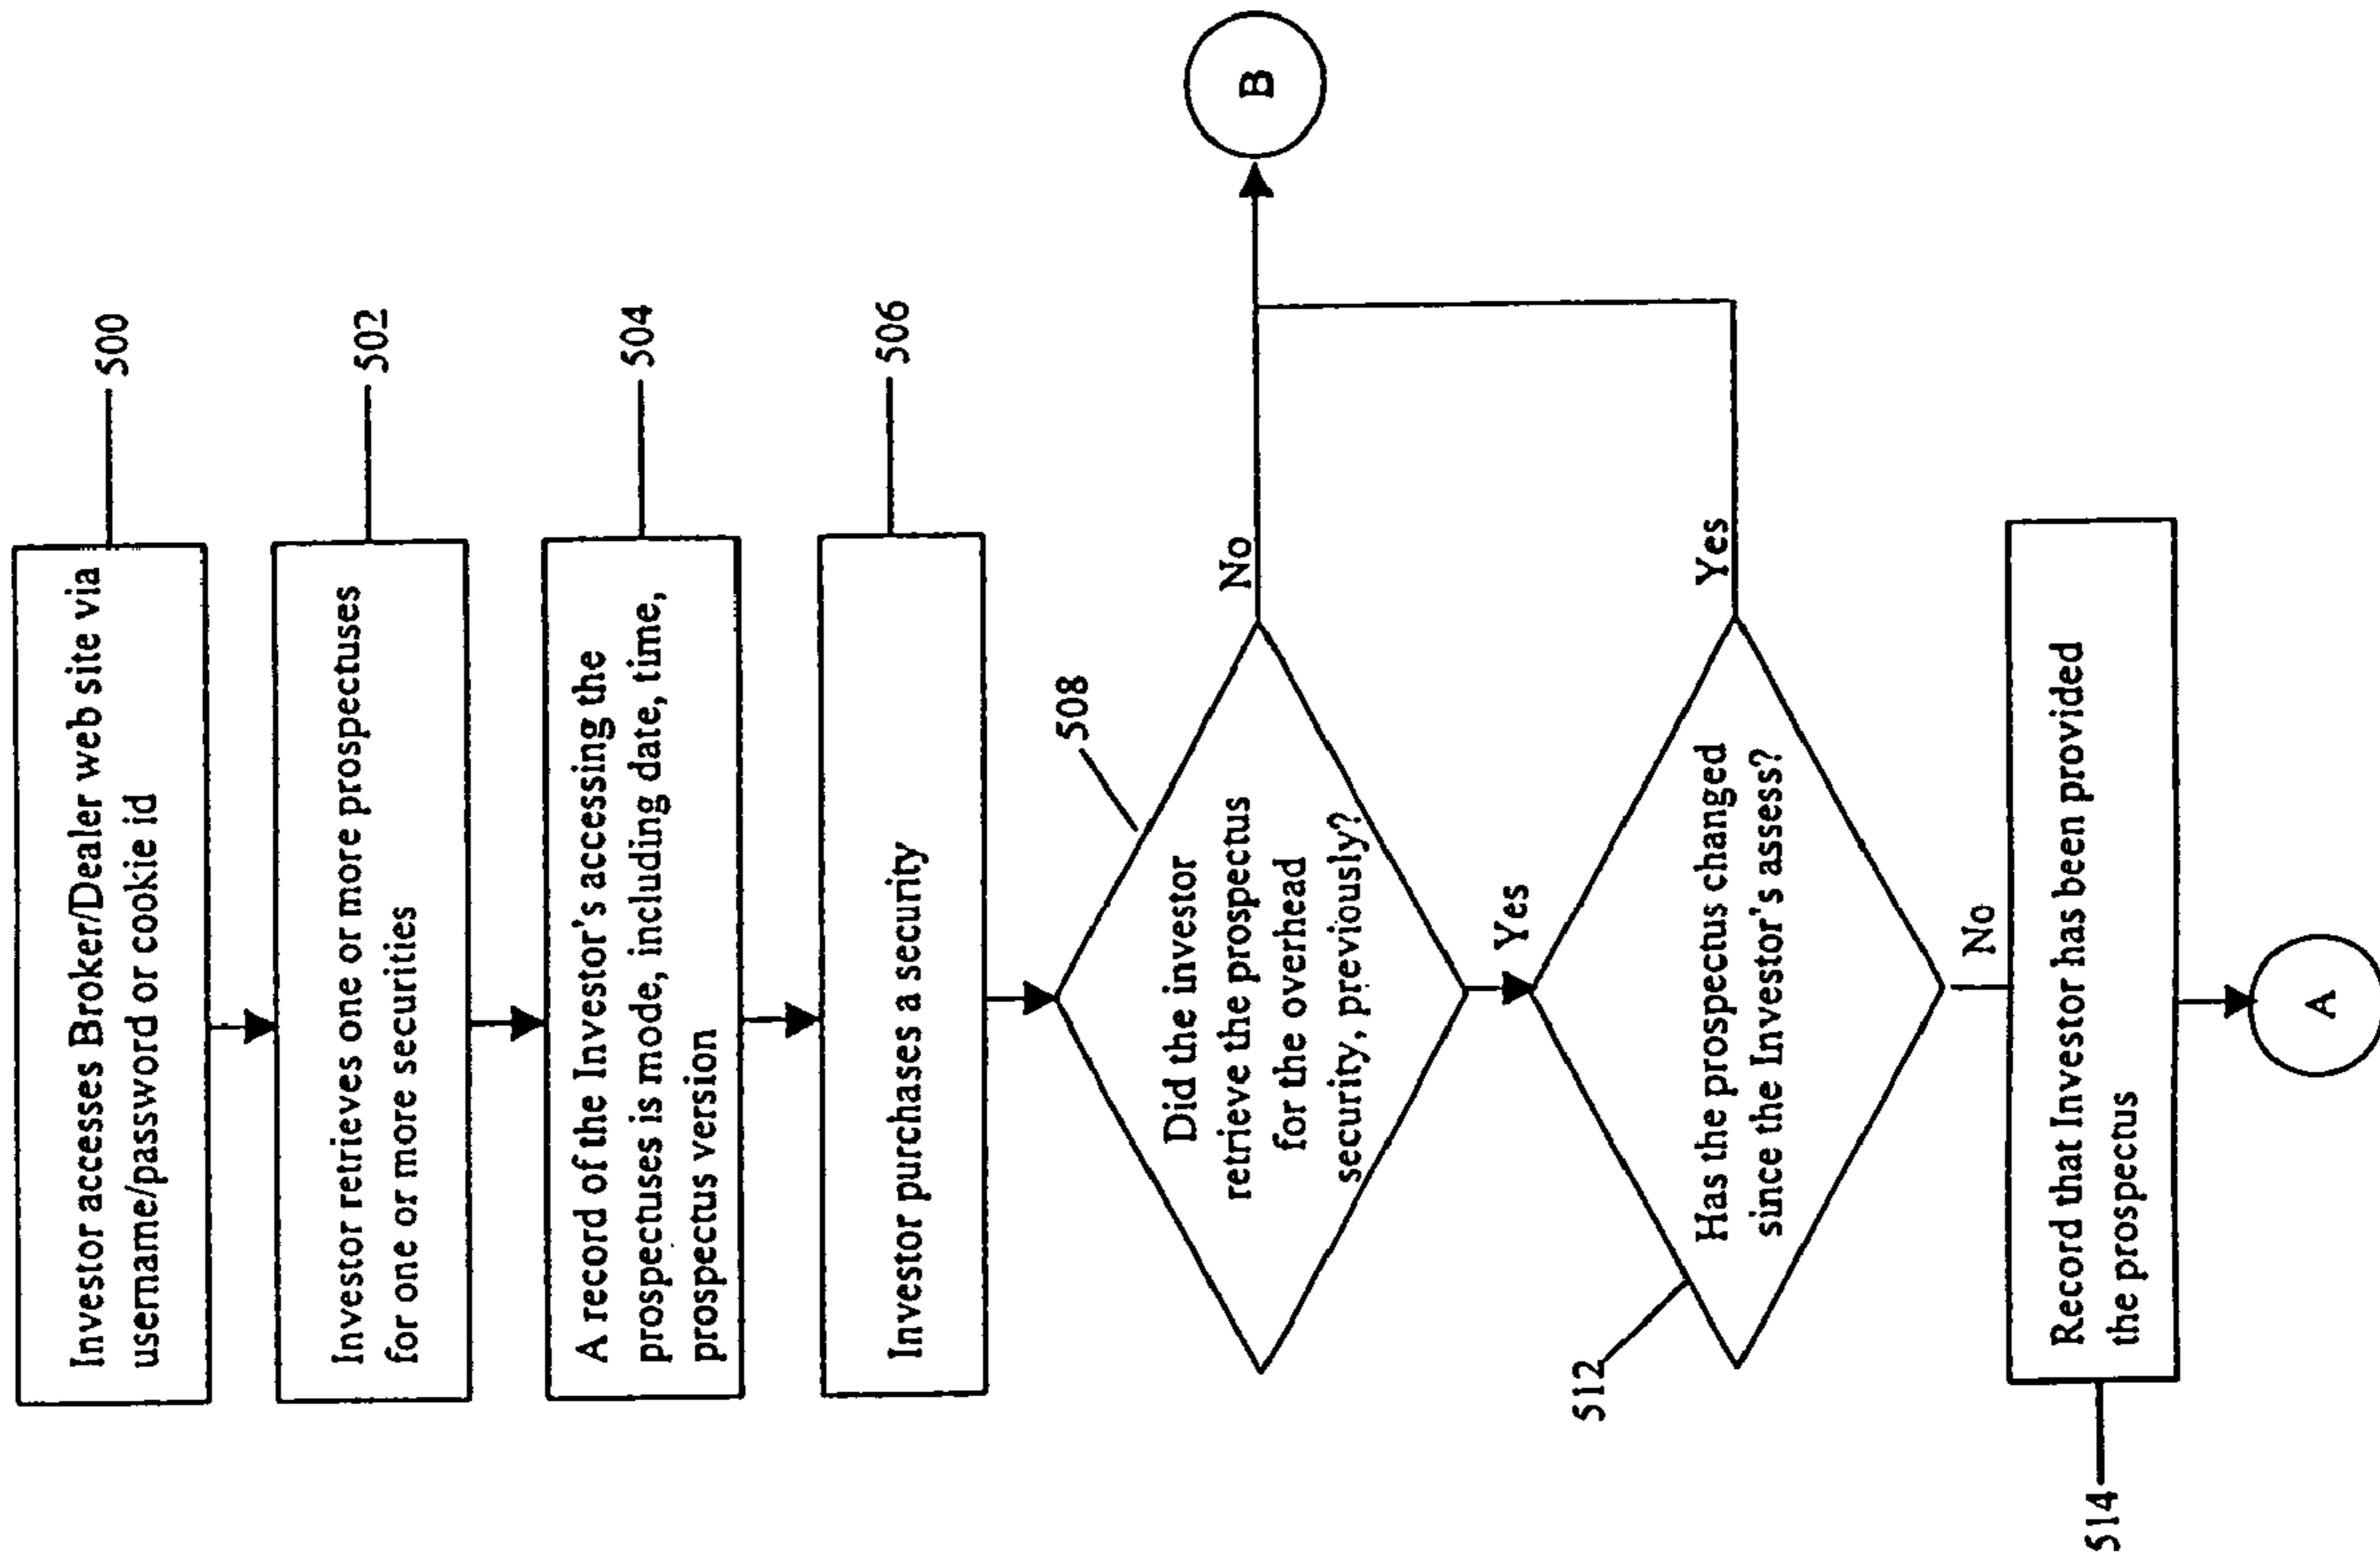 Investor accesses Broker/Dealer web site via
username/password or cookie id
500
Investor retrieves one or more prospectuses
for one or more securities
502
A record of the Investor's accessing the
prospectuses is mode, including date, time,
prospectus version
504
Investor purchases a security
506
Did the investor
retrieve the prospectus
for the overhead
security, previously?
508
No
B
Yes
Has the prospectus changed
since the Investor's assess?
512
Yes
No
Record that Investor has been provided
the prospectus
514
A